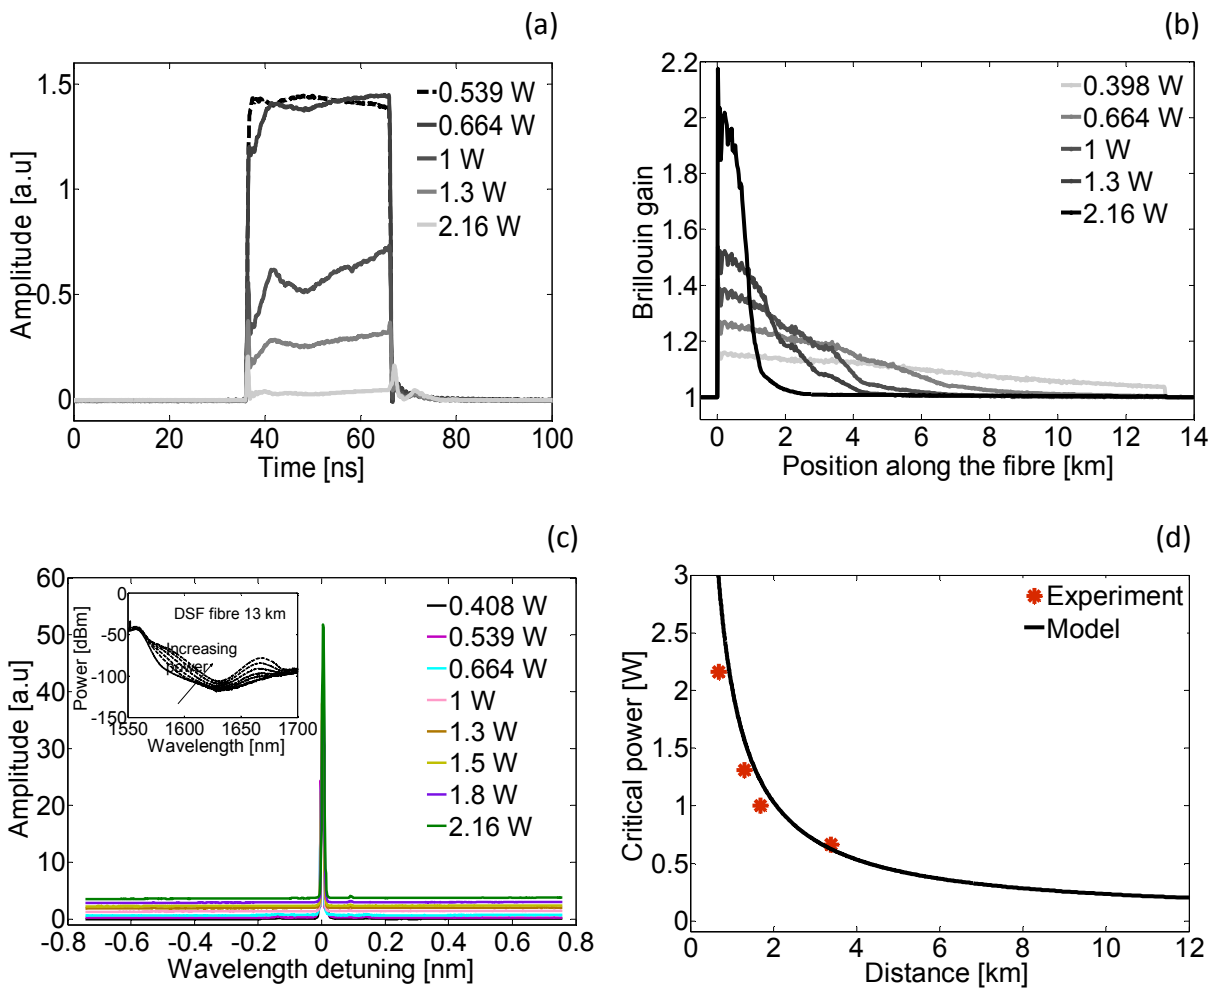 (a)
1.5
1
0.5
0
Amplitude [a.u]
0.539 W
0.664 W
1 W
1.3 W
2.16 W
0 20 40 60 80 100
Time [ns]
(b)
2.2
2
1.8
1.6
1.4
1.2
1
Brillouin gain
0.398 W
0.664 W
1 W
1.3 W
2.16 W
0 2 4 6 8 10 12 14
Position along the fibre [km]
(c)
60
50
40
30
20
10
0
Amplitude [a.u]
0
-50
-100
-150
Power [dBm]
DSF fibre 13 km
Increasing
power
1550 1600 1650 1700
Wavelength [nm]
0.408 W
0.539 W
0.664 W
1 W
1.3 W
1.5 W
1.8 W
2.16 W
-0.8 -0.6 -0.4 -0.2 0 0.2 0.4 0.6 0.8
Wavelength detuning [nm]
(d)
3
2.5
2
1.5
1
0.5
0
Critical power [W]
Experiment
Model
0 2 4 6 8 10 12
Distance [km]